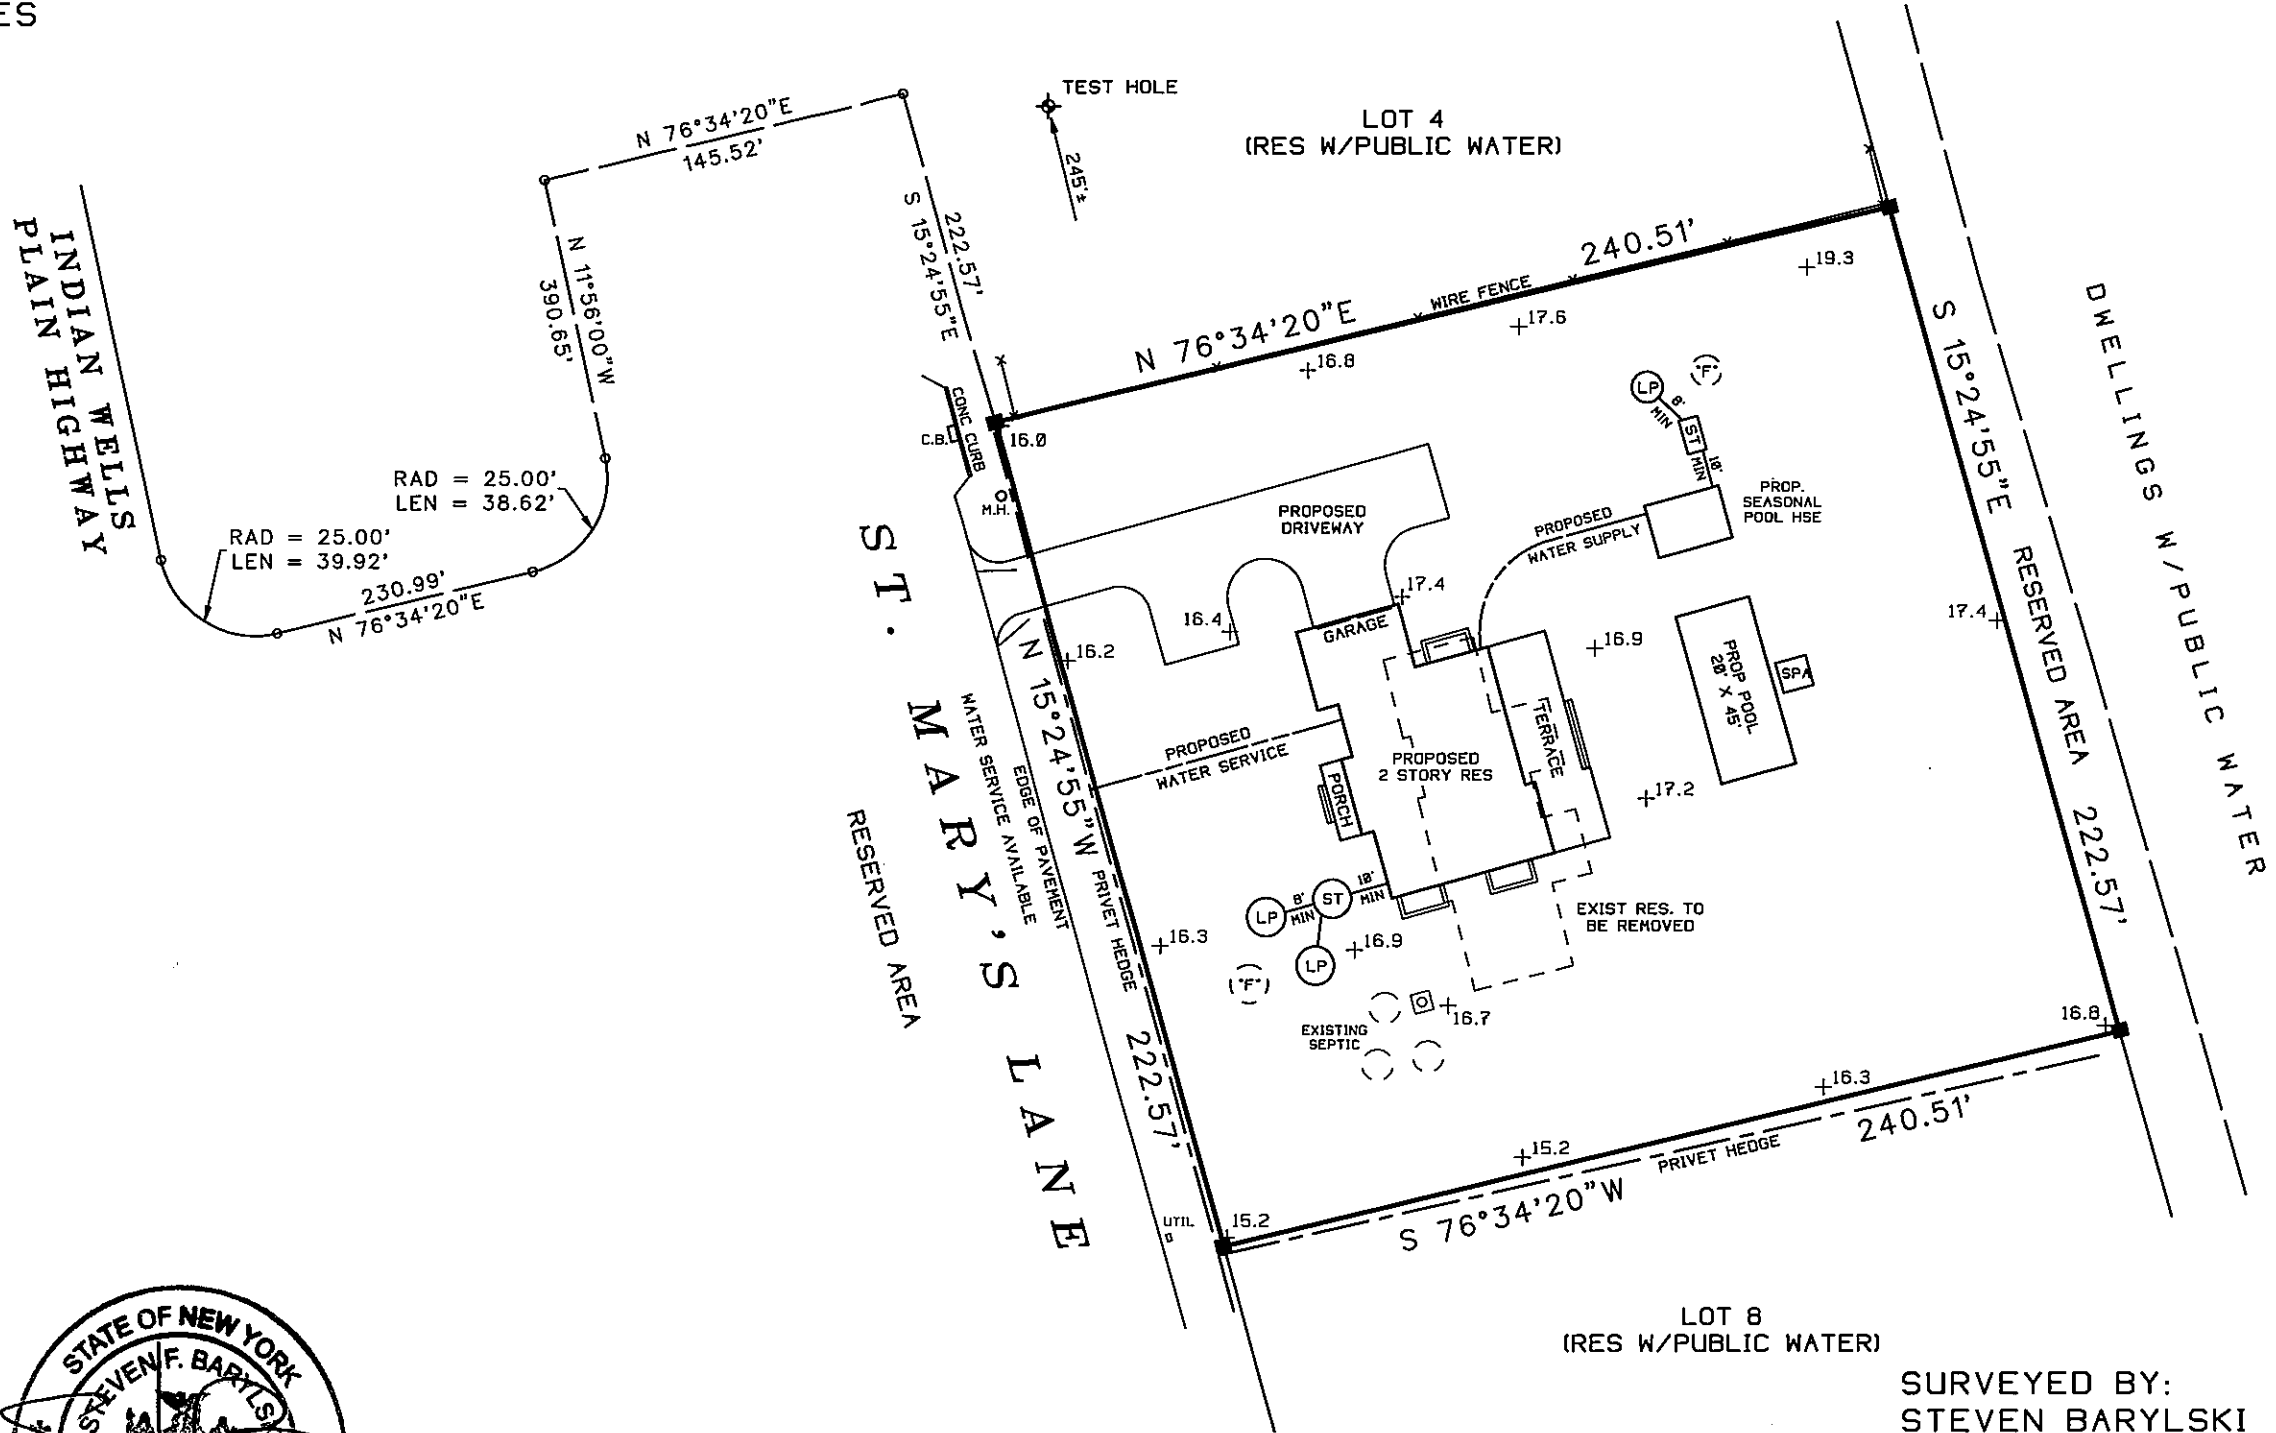 ES
TEST HOLE
245'±
LOT 4
(RES W/PUBLIC WATER)
N 76°34'20"E
145.52'
S 15°24'55"E
222.57'
N 11°56'00"W
390.65'
INDIAN WELLS
PLAIN HIGHWAY
RAD = 25.00'
LEN = 38.62'
RAD = 25.00'
LEN = 39.92'
230.99'
N 76°34'20"E
N 76°34'20"E
WIRE FENCE
240.51'
19.3
17.6
16.8
16.0
CONC CURB
C.B.
M.H.
"F"
LP
8'
MIN
ST
10'
MIN
PROP.
SEASONAL
POOL HSE
PROPOSED
WATER SUPPLY
PROPOSED
DRIVEWAY
S 15°24'55"E
RESERVED AREA
222.57'
DWELLINGS W/PUBLIC WATER
17.4
16.4
16.2
GARAGE
16.9
17.4
PROP POOL
20' X 45'
SPA
ST. MARY'S LANE
N 15°24'55"W
PRIVET HEDGE
222.57'
EDGE OF PAVEMENT
WATER SERVICE AVAILABLE
RESERVED AREA
PROPOSED
WATER SERVICE
PROPOSED
2 STORY RES
TERRACE
PORCH
17.2
LP
8'
MIN
ST
10'
MIN
LP
"F"
16.3
16.9
EXIST RES. TO
BE REMOVED
EXISTING
SEPTIC
16.7
16.8
16.3
15.2
15.2
UTIL
S 76°34'20"W
PRIVET HEDGE
240.51'
LOT 8
(RES W/PUBLIC WATER)
SURVEYED BY:
STEVEN BARYLSKI
STATE OF NEW YORK
STEVEN F. BARYLS